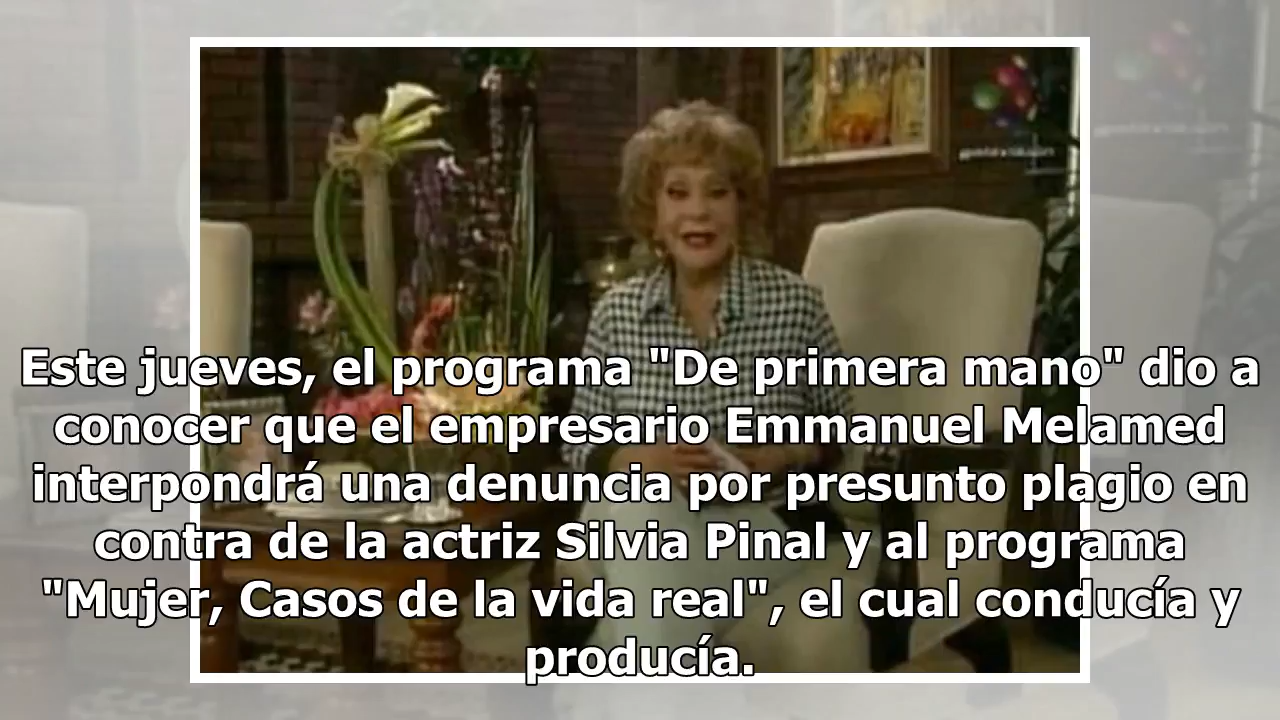 Este jueves, el programa "De primera mano" dio a
conocer que el empresario Emmanuel Melamed
interpondrá una denuncia por presunto plagio en
contra de la actriz Silvia Pinal y al programa
"Mujer, Casos de la vida real", el cual conducía y
producía.